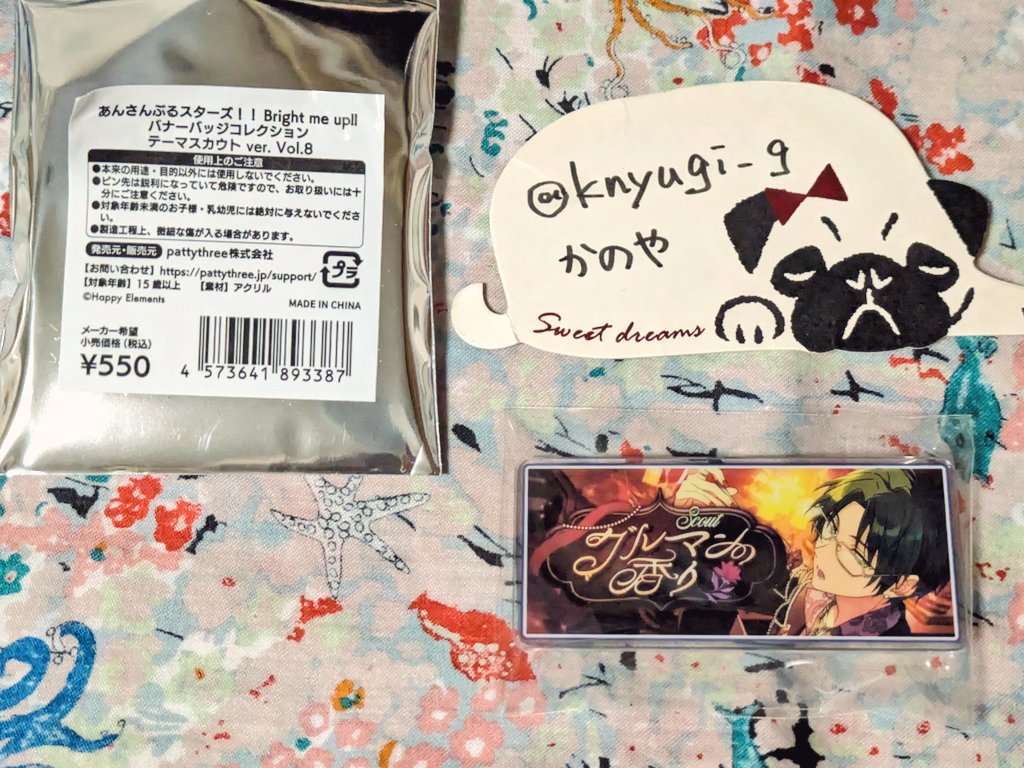 あんさんぶるスターズ！！ Bright me up!!
バナーバッジコレクション
テーマスカウト ver. Vol.8
使用上のご注意
●本来の用途・目的以外には使用しないでください。
●ピン先は鋭利になっていて危険ですので、お取り扱いには十
分にご注意ください。
●対象年齢未満のお子様・乳幼児には絶対に与えないでくださ
い。
●製造工程上、微細な傷が入る場合があります。
発売元・販売元 pattythree株式会社
【お問い合わせ】https://pattythree.jp/support/
【対象年齢】15歳以上 【素材】アクリル
©Happy Elements
プラ
MADE IN CHINA
メーカー希望
小売価格（税込）
¥550
4 573641 893387
@knyugi_g
かのや
Sweet dreams
Scout
グルマンの
香り